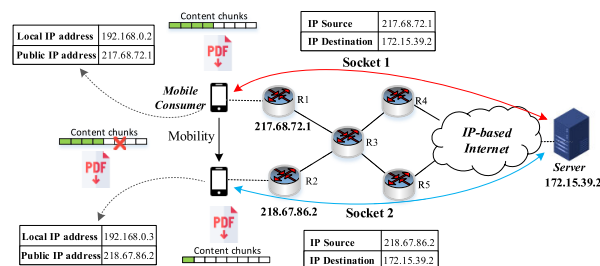 Content chunks
IP Source 217.68.72.1
IP Destination 172.15.39.2
Local IP address 192.168.0.2
Public IP address 217.68.72.1
PDF
Socket 1
Mobile
Consumer
R1
R4
217.68.72.1
Content chunks
Mobility
R3
IP-based
Internet
PDF
Server
172.15.39.2
R2
R5
218.67.86.2
Socket 2
PDF
Local IP address 192.168.0.3
Public IP address 218.67.86.2
IP Source 218.67.86.2
IP Destination 172.15.39.2
Content chunks